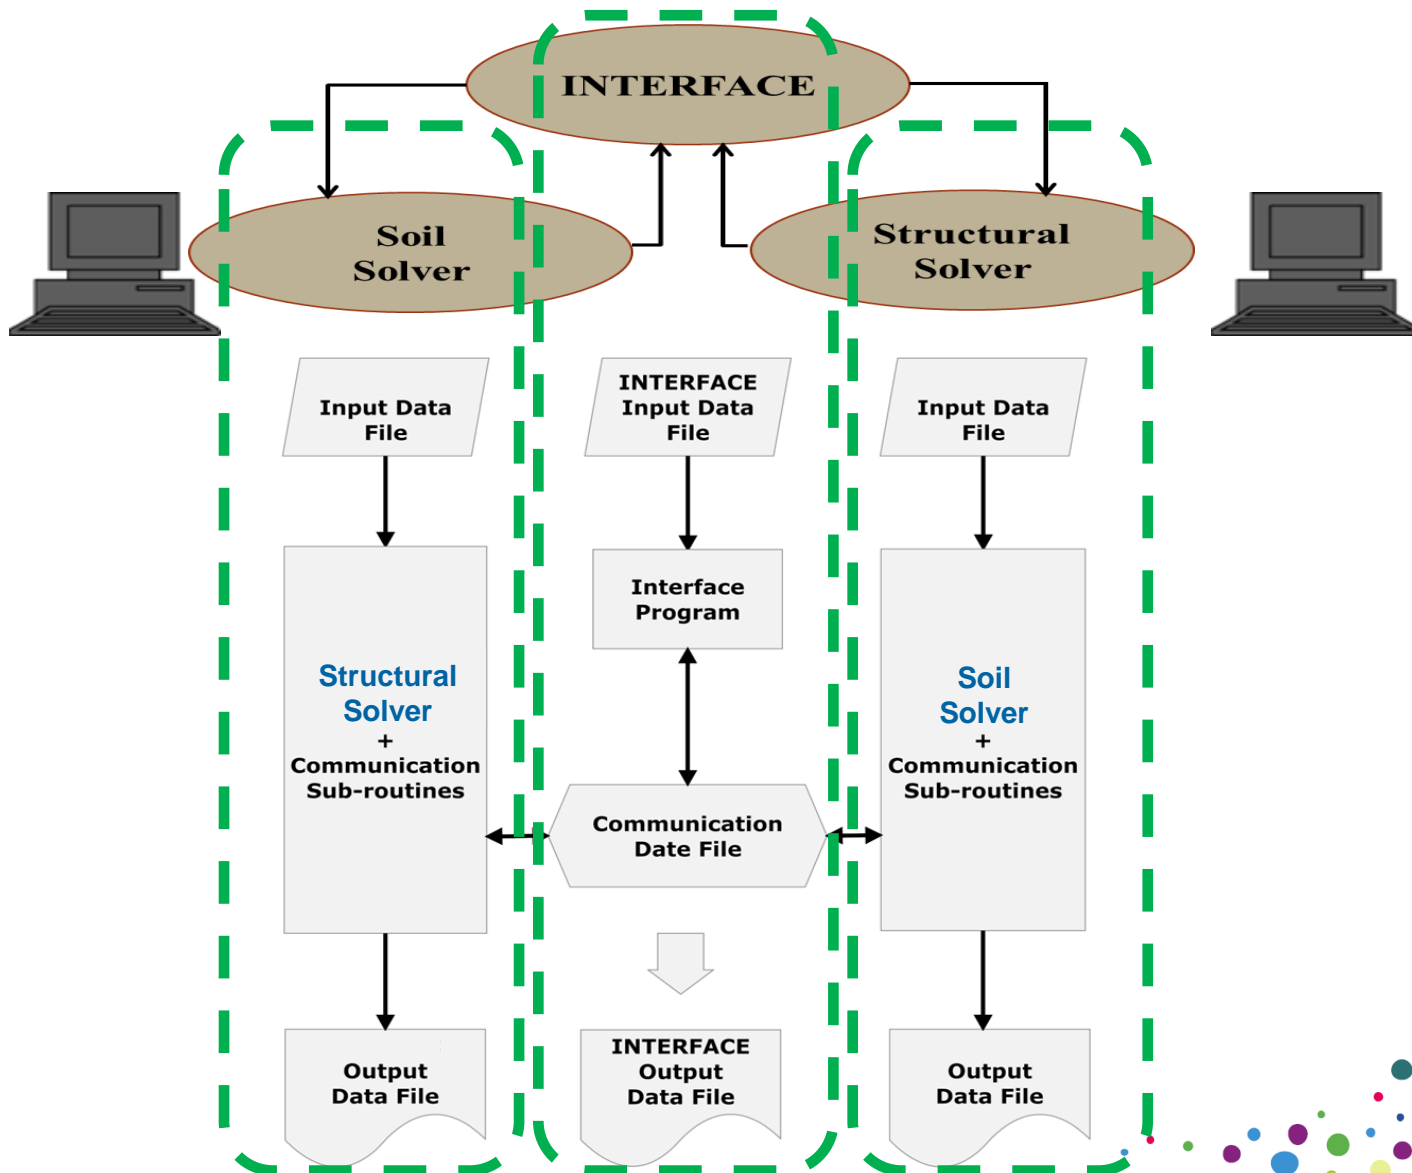 INTERFACE
Soil
Solver
Structural
Solver
Input Data
File
INTERFACE
Input Data
File
Input Data
File
Interface
Program
Structural
Solver
+
Communication
Sub-routines
Soil
Solver
+
Communication
Sub-routines
Communication
Date File
Output
Data File
INTERFACE
Output
Data File
Output
Data File